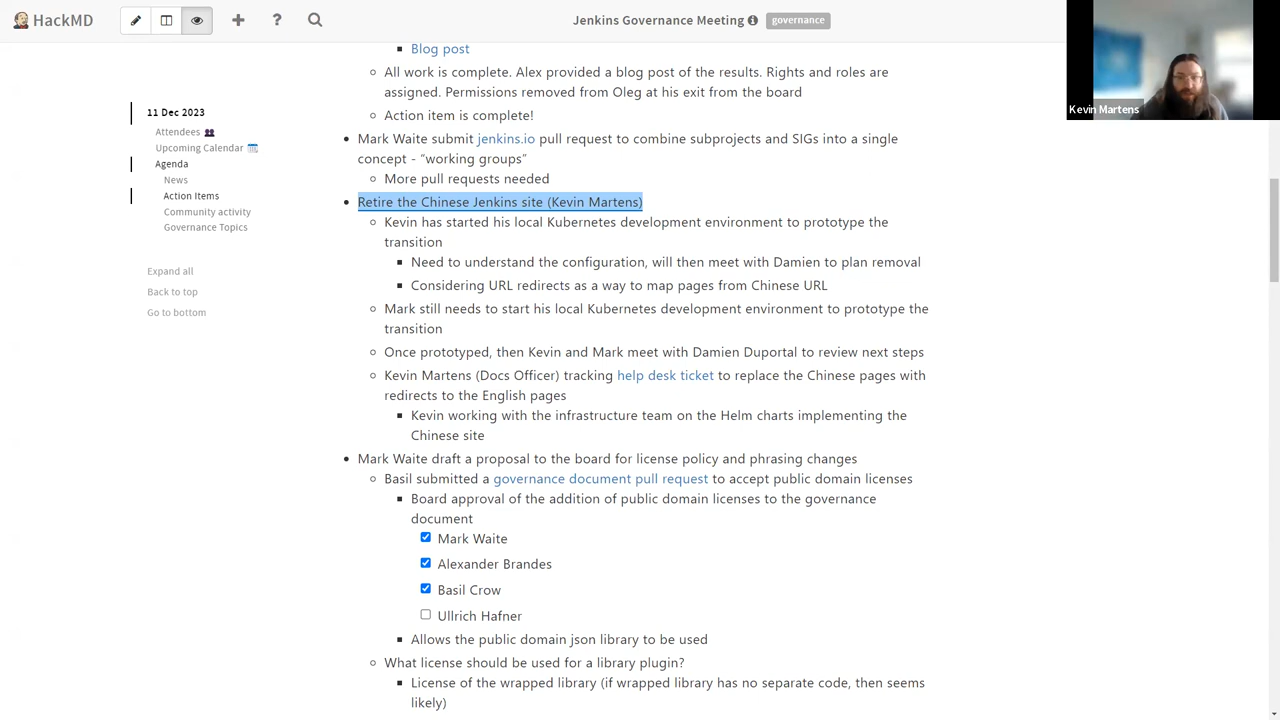 HackMD
Jenkins Governance Meeting
governance
Kevin Martens
11 Dec 2023
Attendees
Upcoming Calendar
Agenda
News
Action Items
Community activity
Governance Topics
Expand all
Back to top
Go to bottom
Blog post
All work is complete. Alex provided a blog post of the results. Rights and roles are
assigned. Permissions removed from Oleg at his exit from the board
Action item is complete!
Mark Waite submit jenkins.io pull request to combine subprojects and SIGs into a single
concept - “working groups”
More pull requests needed
Retire the Chinese Jenkins site (Kevin Martens)
Kevin has started his local Kubernetes development environment to prototype the
transition
Need to understand the configuration, will then meet with Damien to plan removal
Considering URL redirects as a way to map pages from Chinese URL
Mark still needs to start his local Kubernetes development environment to prototype the
transition
Once prototyped, then Kevin and Mark meet with Damien Duportal to review next steps
Kevin Martens (Docs Officer) tracking help desk ticket to replace the Chinese pages with
redirects to the English pages
Kevin working with the infrastructure team on the Helm charts implementing the
Chinese site
Mark Waite draft a proposal to the board for license policy and phrasing changes
Basil submitted a governance document pull request to accept public domain licenses
Board approval of the addition of public domain licenses to the governance
document
Mark Waite
Alexander Brandes
Basil Crow
Ullrich Hafner
Allows the public domain json library to be used
What license should be used for a library plugin?
License of the wrapped library (if wrapped library has no separate code, then seems
likely)